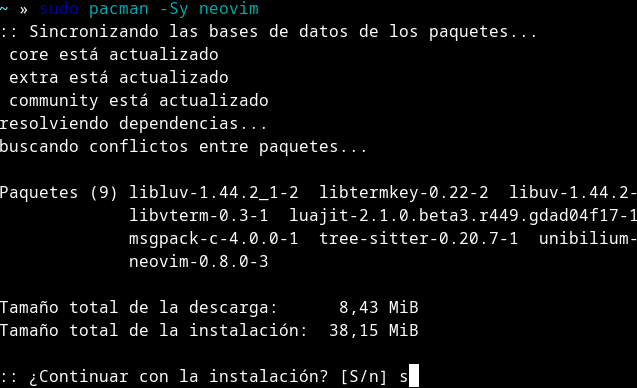 ~ » sudo pacman -Sy neovim
:: Sincronizando las bases de datos de los paquetes...
core está actualizado
extra está actualizado
community está actualizado
resolviendo dependencias...
buscando conflictos entre paquetes...
Paquetes (9) libluv-1.44.2_1-2 libtermkey-0.22-2 libuv-1.44.2-
libvterm-0.3-1 luajit-2.1.0.beta3.r449.gdad04f17-1
msgpack-c-4.0.0-1 tree-sitter-0.20.7-1 unibilium-
neovim-0.8.0-3
Tamaño total de la descarga: 8,43 MiB
Tamaño total de la instalación: 38,15 MiB
:: ¿Continuar con la instalación? [S/n] s